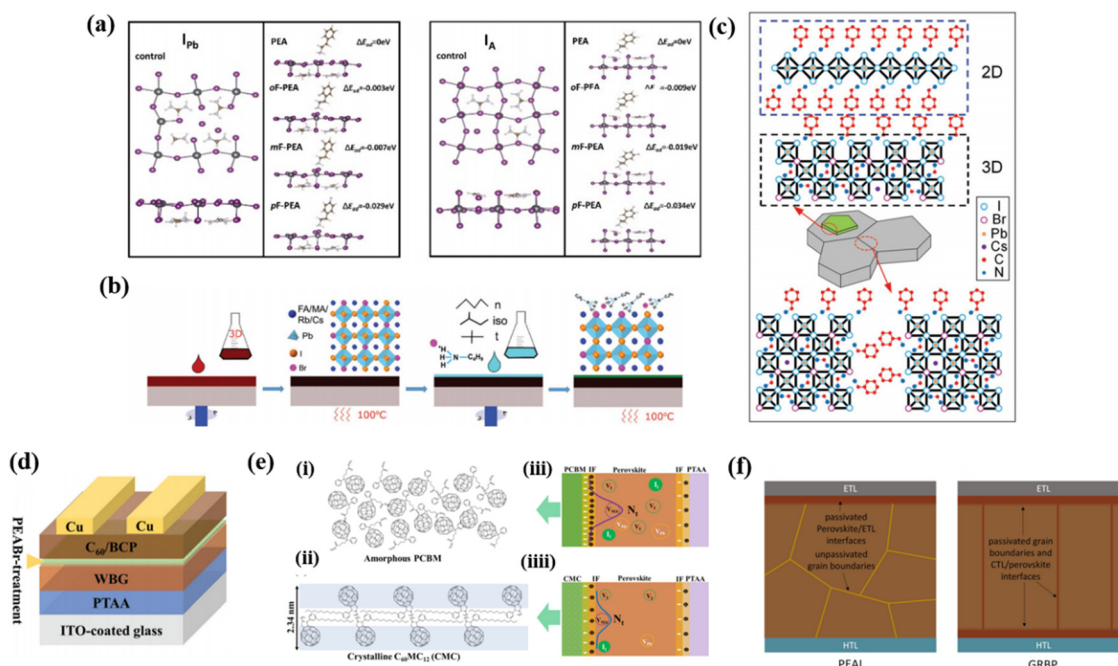 (a)
I_Pb
control
PEA
ΔE_ad=0eV
oF-PEA
ΔE_ad=-0.003eV
mF-PEA
ΔE_ad=-0.007eV
pF-PEA
ΔE_ad=-0.029eV
I_A
control
PEA
ΔE_ad=0eV
oF-PEA
=-0.009eV
mF-PEA
ΔE_ad=-0.019eV
pF-PEA
ΔE_ad=-0.034eV
(b)
3D
FA/MA/
Rb/Cs
Pb
I
Br
100°C
n
iso
t
H
H
H
N
C₄H₉
100°C
(c)
2D
3D
I
Br
Pb
Cs
C
N
(d)
PEABr-treatment
Cu
Cu
C₆₀/BCP
WBG
PTAA
ITO-coated glass
(e)
(i)
Amorphous PCBM
(ii)
2.34 nm
Crystalline C₆₀MC₁₂ (CMC)
(iii)
PCBM
IF
Perovskite
IF
PTAA
N_t
(iiii)
CMC
IF
Perovskite
IF
PTAA
N_t
(f)
ETL
passivated
Perovskite/ETL
interfaces
unpassivated
grain boundaries
HTL
PEAI
ETL
passivated grain
boundaries and
CTL/perovskite
interfaces
HTL
GRBP